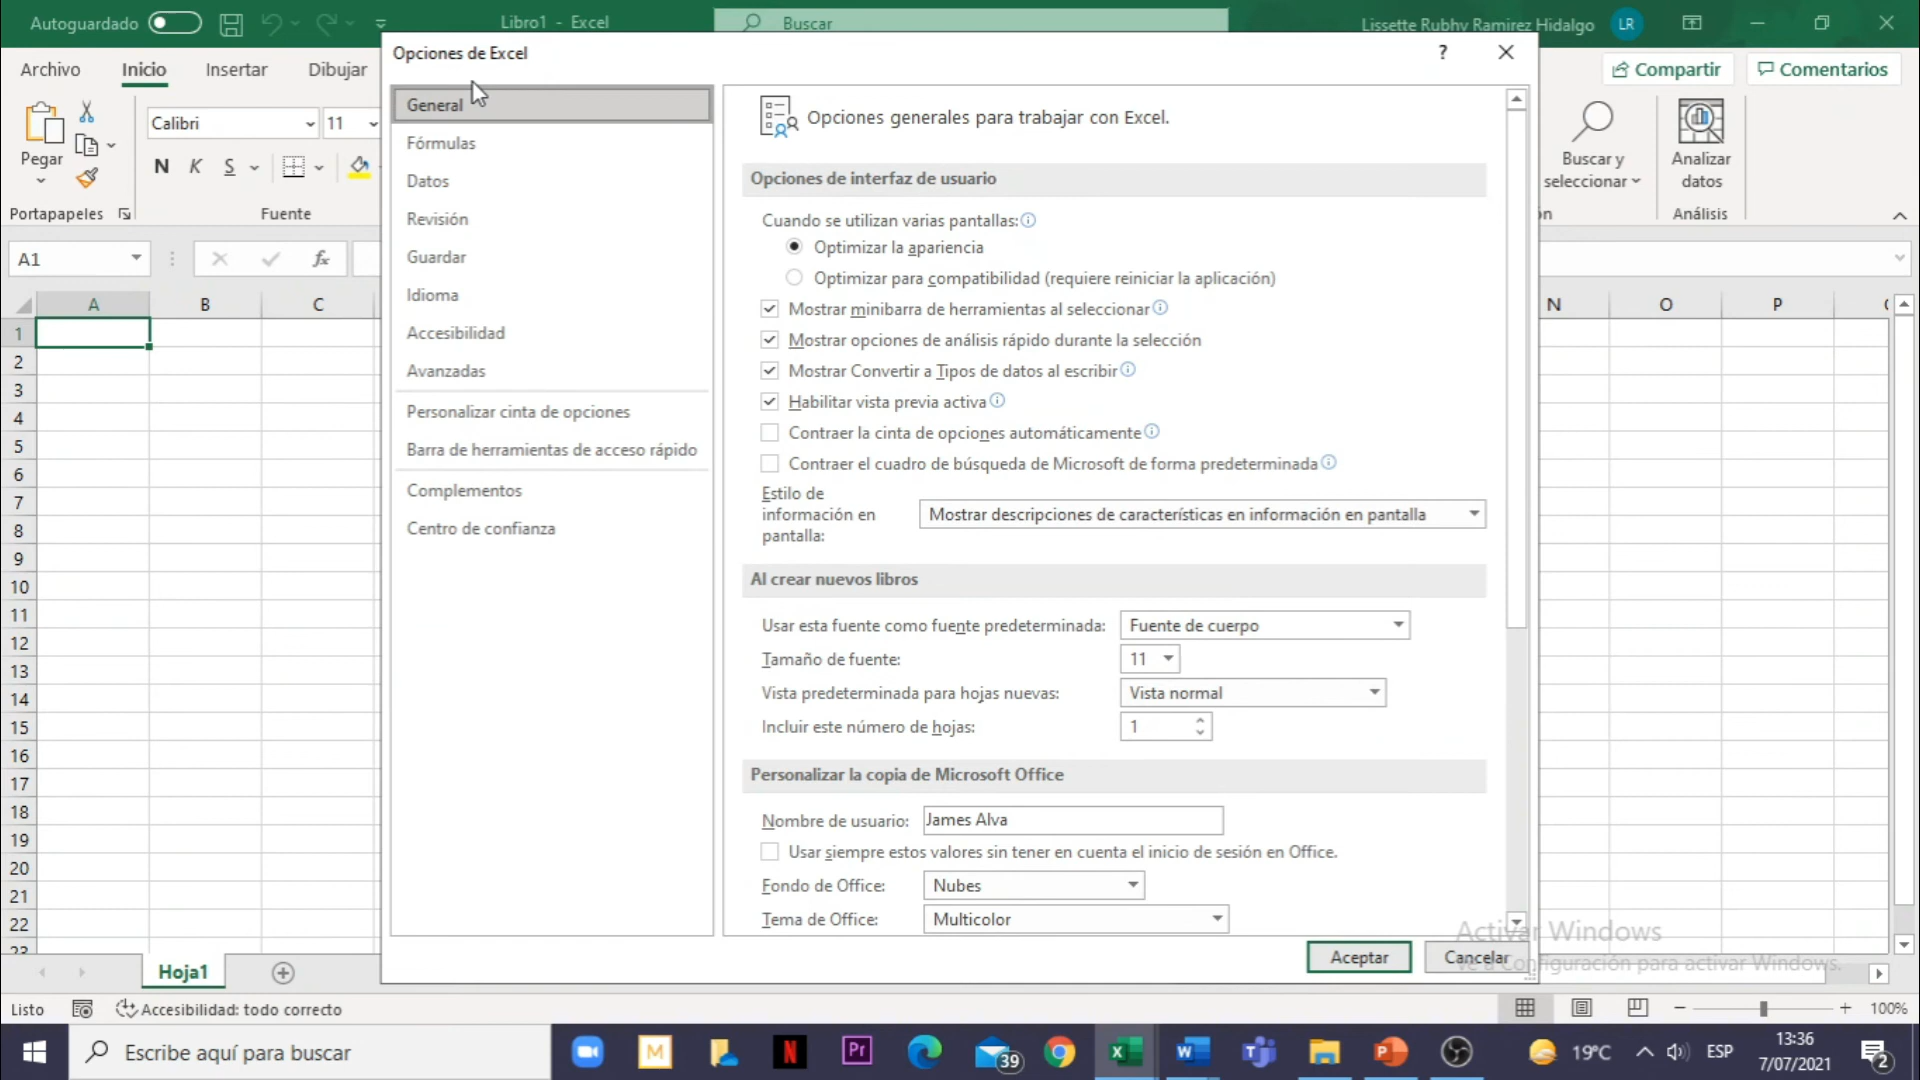 Autoguardado
Libro1 - Excel
Buscar
Lissette Rubhy Ramirez Hidalgo
LR
Archivo
Inicio
Insertar
Dibujar
Compartir
Comentarios
Opciones de Excel
?
Pegar
Calibri
11
N K S
Portapapeles
Fuente
Buscar y
seleccionar
Analizar
datos
Análisis
A1
fx
A B C
N O P
1
2
3
4
5
6
7
8
9
10
11
12
13
14
15
16
17
18
19
20
21
22
23
General
Fórmulas
Datos
Revisión
Guardar
Idioma
Accesibilidad
Avanzadas
Personalizar cinta de opciones
Barra de herramientas de acceso rápido
Complementos
Centro de confianza
Opciones generales para trabajar con Excel.
Opciones de interfaz de usuario
Cuando se utilizan varias pantallas:
Optimizar la apariencia
Optimizar para compatibilidad (requiere reiniciar la aplicación)
Mostrar minibarra de herramientas al seleccionar
Mostrar opciones de análisis rápido durante la selección
Mostrar Convertir a Tipos de datos al escribir
Habilitar vista previa activa
Contraer la cinta de opciones automáticamente
Contraer el cuadro de búsqueda de Microsoft de forma predeterminada
Estilo de
información en
pantalla:
Mostrar descripciones de características en información en pantalla
Al crear nuevos libros
Usar esta fuente como fuente predeterminada: Fuente de cuerpo
Tamaño de fuente: 11
Vista predeterminada para hojas nuevas: Vista normal
Incluir este número de hojas: 1
Personalizar la copia de Microsoft Office
Nombre de usuario: James Alva
Usar siempre estos valores sin tener en cuenta el inicio de sesión en Office.
Fondo de Office: Nubes
Tema de Office: Multicolor
Aceptar
Cancelar
Activar Windows
Ve a Configuración para activar Windows.
Hoja1
Listo
Accesibilidad: todo correcto
100%
Escribe aquí para buscar
M
N
Pr
39
19°C
ESP
13:36
7/07/2021
2